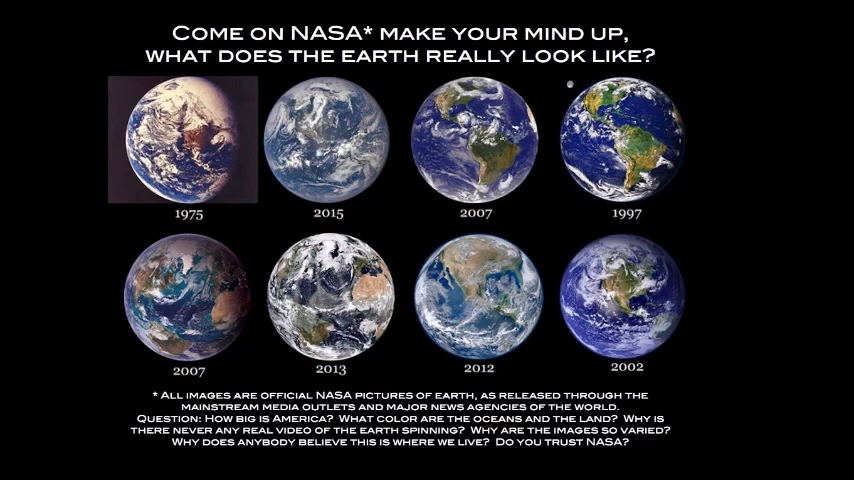 Come on NASA* make your mind up,
what does the earth really look like?
1975
2015
2007
1997
2007
2013
2012
2002
* All images are official NASA pictures of earth, as released through the
mainstream media outlets and major news agencies of the world.
Question: How big is America? What color are the oceans and the land? Why is
there never any real video of the earth spinning? Why are the images so varied?
Why does anybody believe this is where we live? Do you trust NASA?